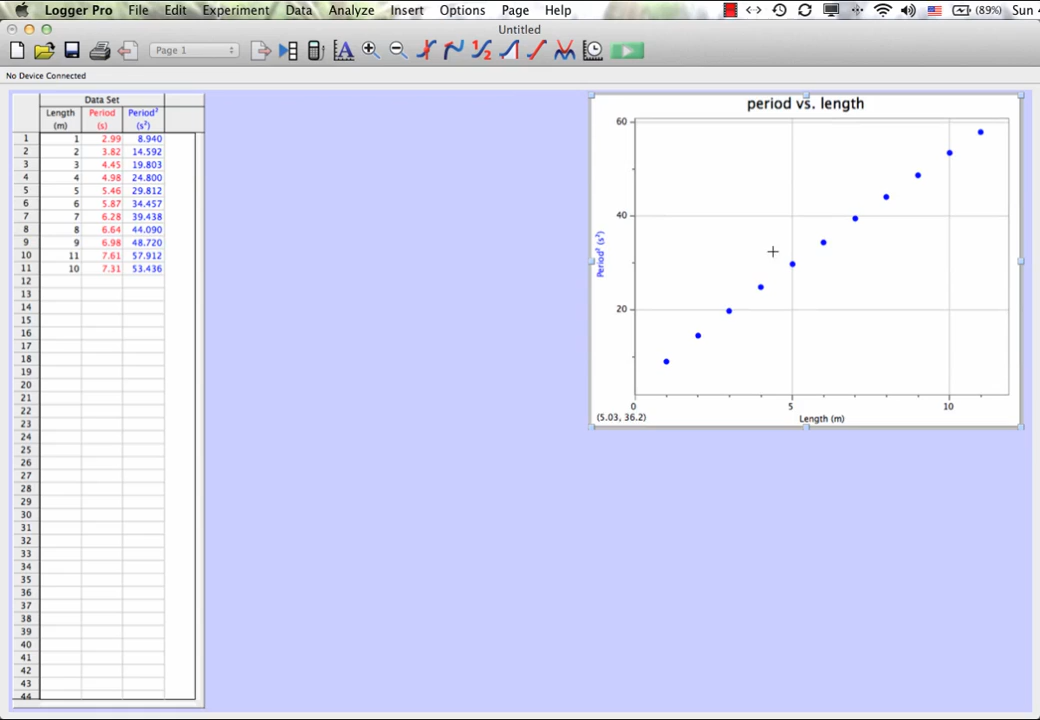 Logger Pro File Edit Experiment Data Analyze Insert Options Page Help (89%) Sun
Untitled
Page 1
No Device Connected
Data Set
Length (m) Period (s) Period² (s²)
1 1 2.99 8.940
2 2 3.82 14.592
3 3 4.45 19.803
4 4 4.98 24.800
5 5 5.46 29.812
6 6 5.87 34.457
7 7 6.28 39.438
8 8 6.64 44.090
9 9 6.98 48.720
10 11 7.61 57.912
11 10 7.31 53.436
12
13
14
15
16
17
18
19
20
21
22
23
24
25
26
27
28
29
30
31
32
33
34
35
36
37
38
39
40
41
42
43
44
period vs. length
60
40
20
Period² (s²)
0 5 10
(5.03, 36.2) Length (m)